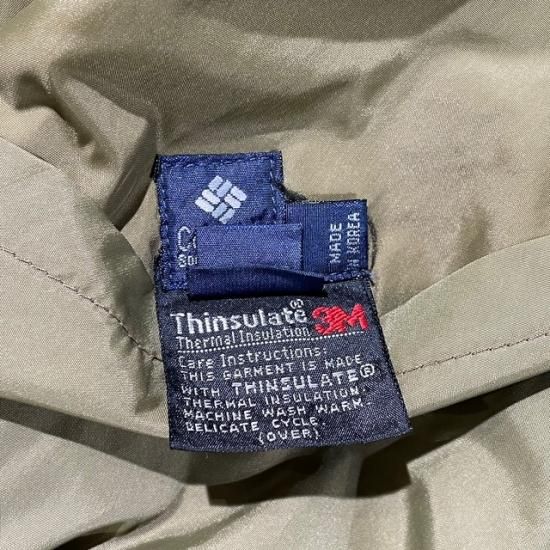 MADE
N KOREA
Thinsulate® 3M
Thermal Insulation
Care Instructions:
THIS GARMENT IS MADE
WITH THINSULATE®
THERMAL INSULATION.
MACHINE WASH WARM.
DELICATE CYCLE.
(OVER)